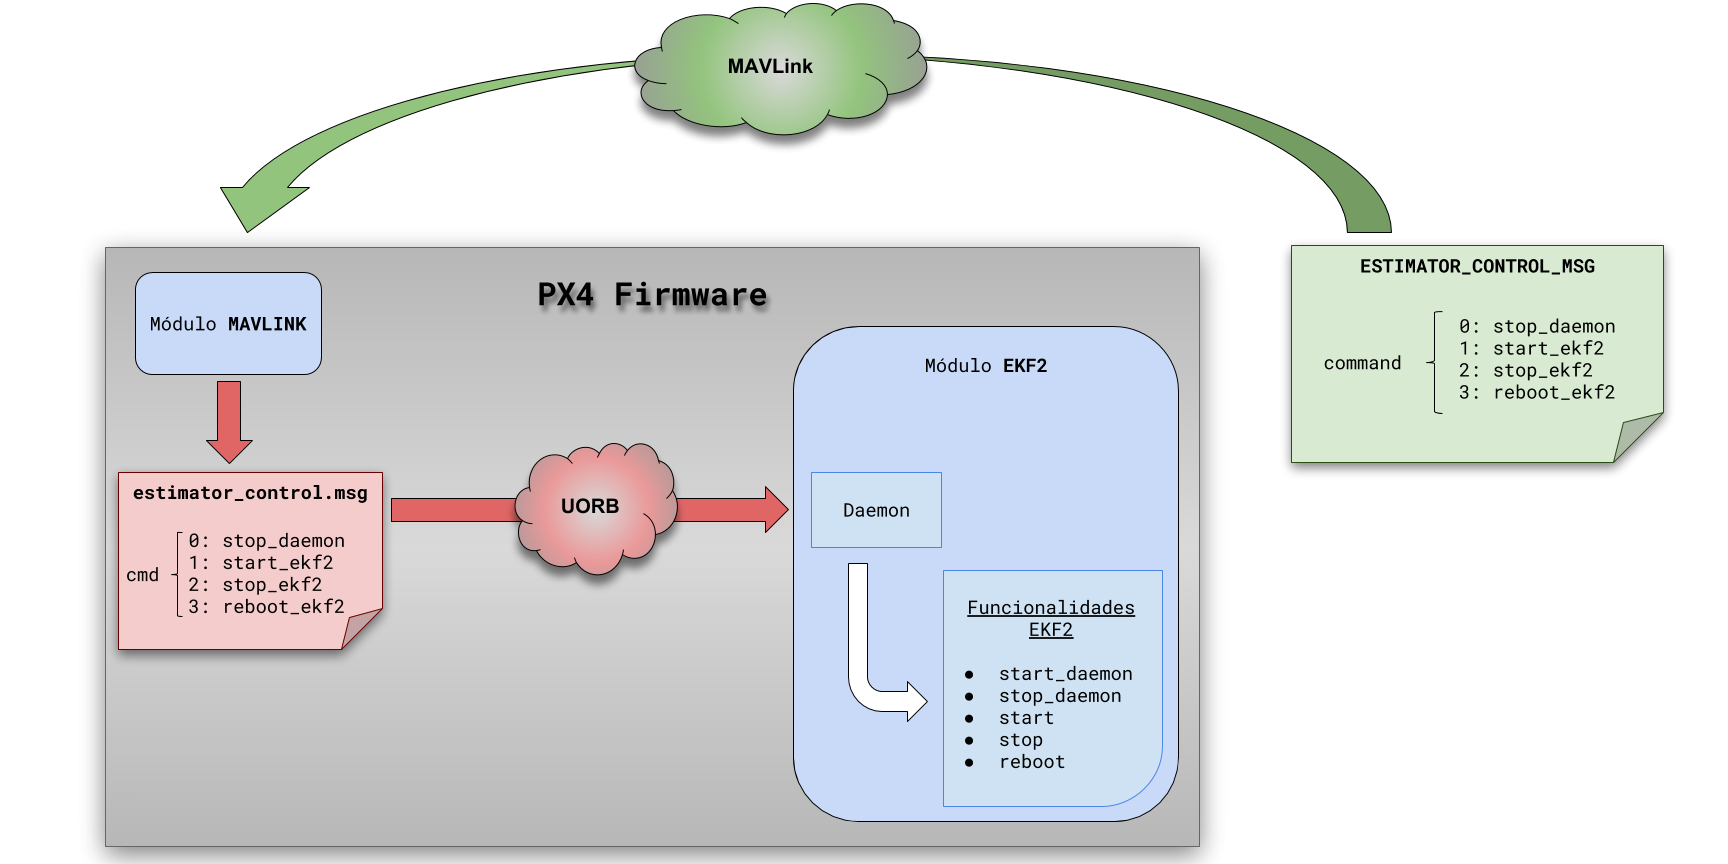 MAVLink
PX4 Firmware
Módulo MAVLINK
estimator_control.msg
cmd
0: stop_daemon
1: start_ekf2
2: stop_ekf2
3: reboot_ekf2
UORB
Módulo EKF2
Daemon
Funcionalidades
EKF2
● start_daemon
● stop_daemon
● start
● stop
● reboot
ESTIMATOR_CONTROL_MSG
command
0: stop_daemon
1: start_ekf2
2: stop_ekf2
3: reboot_ekf2